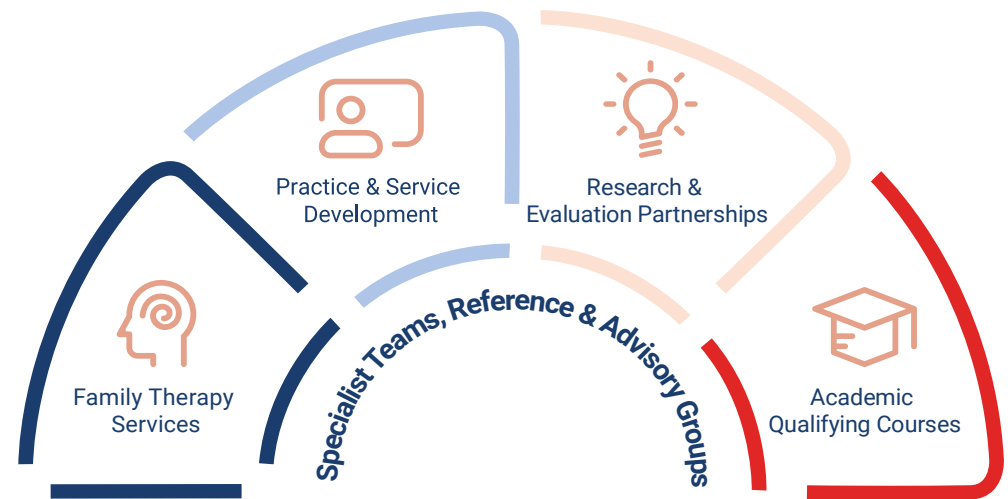 Practice & Service
Development
Research &
Evaluation Partnerships
Family Therapy
Services
Specialist Teams, Reference & Advisory Groups
Academic
Qualifying Courses